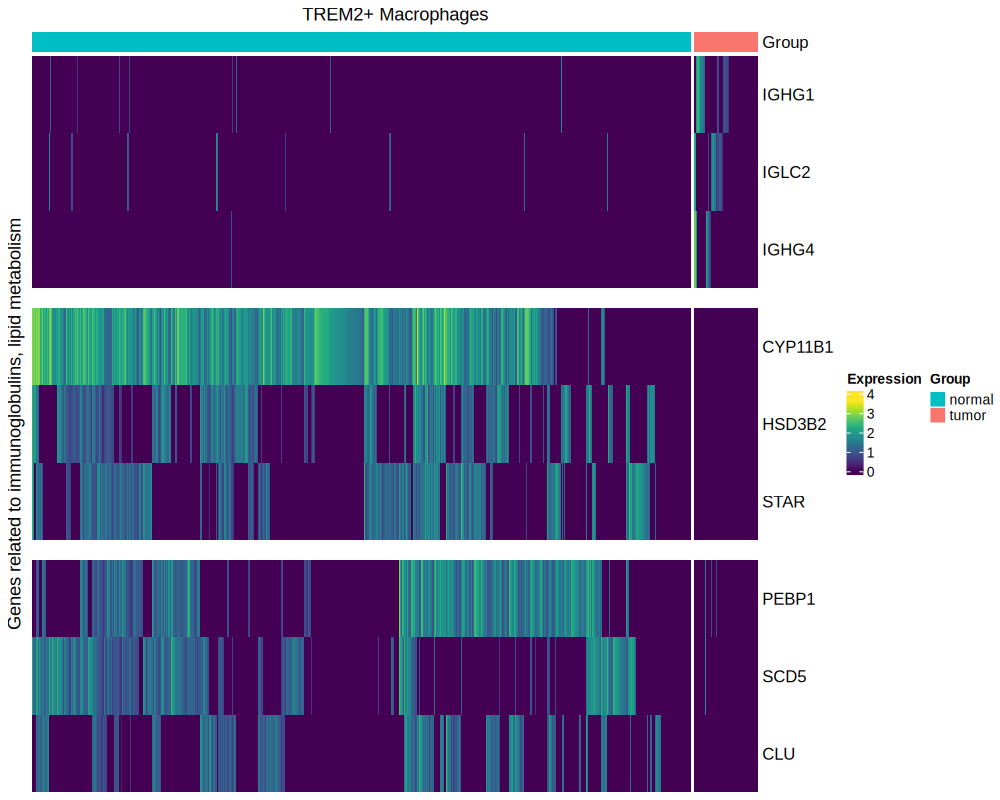 TREM2+ Macrophages
Group
IGHG1
IGLC2
IGHG4
Genes related to immunoglobulins, lipid metabolism
CYP11B1
HSD3B2
STAR
PEBP1
SCD5
CLU
Expression
4
3
2
1
0
Group
normal
tumor